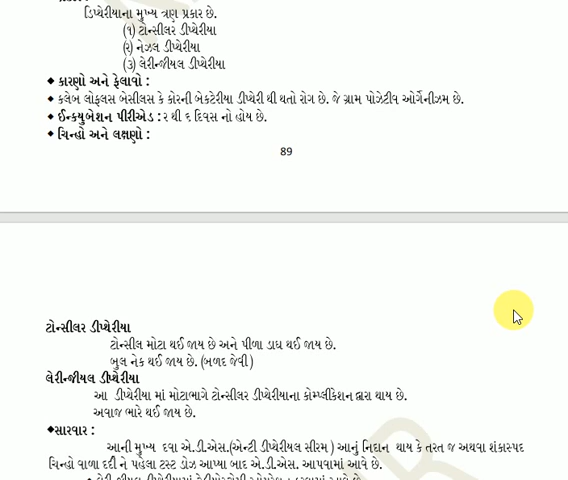 ડિપ્થેરીયાના મુખ્ય ત્રણ પ્રકાર છે.
(૧) ટોન્સીલર ડીપ્થેરીયા
(૨) નેઝલ ડીપ્થેરીયા
(૩) લેરીન્જીયલ ડીપ્થેરીયા
◆ કારણો અને ફેલાવો :
◆ કલેબ લોફલસ બેસીલસ કે કોરની બેકટેરીયા ડીપ્થેરી થી થતો રોગ છે. જે ગ્રામ પોઝેટીવ ઓર્ગેનીઝમ છે.
◆ ઈન્કયુબેશન પીરીએડ : ૨ થી ૬ દિવસ નો હોય છે.
◆ ચિન્હો અને લક્ષણો :
89
ટોન્સીલર ડીપ્થેરીયા
ટોન્સીલ મોટા થઈ જાય છે અને પીળા ડાઘ થઈ જાય છે.
બુલ નેક થઈ જાય છે. (બળદ જેવી)
લેરીન્જીયલ ડીપ્થેરીયા
આ ડીપ્થેરીયા માં મોટાભાગે ટોન્સીલર ડીપ્થેરીયાના કોમ્પ્લીકેશન દ્વારા થાય છે.
અવાજ ભારે થઈ જાય છે.
◆ સારવાર :
આની મુખ્ય દવા એ.ડી.એસ.(એન્ટી ડીપ્થેરીયલ સીરમ) આનું નિદાન થાય કે તરત જ અથવા શંકાસ્પદ
ચિન્હો વાળા દર્દી ને પહેલા ટસ્ટ ડોઝ આપ્યા બાદ એ.ડી.એસ. આપવામાં આવે છે.